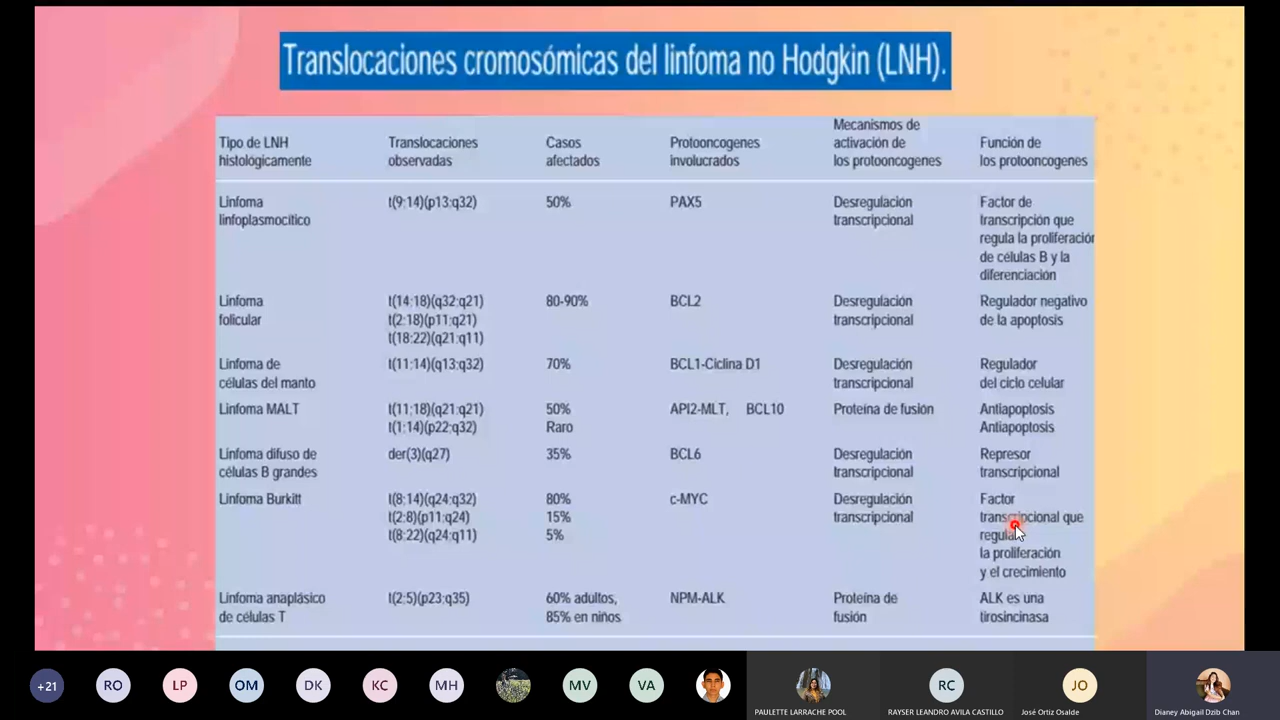 Translocaciones cromosómicas del linfoma no Hodgkin (LNH).
Tipo de LNH histológicamente
Translocaciones observadas
Casos afectados
Protooncogenes involucrados
Mecanismos de activación de los protooncogenes
Función de los protooncogenes
Linfoma linfoplasmocítico
t(9:14)(p13:q32)
50%
PAX5
Desregulación transcripcional
Factor de transcripción que regula la proliferación de células B y la diferenciación
Linfoma folicular
t(14:18)(q32:q21)
t(2:18)(p11:q21)
t(18:22)(q21:q11)
80-90%
BCL2
Desregulación transcripcional
Regulador negativo de la apoptosis
Linfoma de células del manto
t(11:14)(q13:q32)
70%
BCL1-Ciclina D1
Desregulación transcripcional
Regulador del ciclo celular
Linfoma MALT
t(11:18)(q21:q21)
t(1:14)(p22:q32)
50%
Raro
API2-MLT, BCL10
Proteína de fusión
Antiapoptosis
Antiapoptosis
Linfoma difuso de células B grandes
der(3)(q27)
35%
BCL6
Desregulación transcripcional
Represor transcripcional
Linfoma Burkitt
t(8:14)(q24:q32)
t(2:8)(p11:q24)
t(8:22)(q24:q11)
80%
15%
5%
c-MYC
Desregulación transcripcional
Factor transcripcional que regula la proliferación y el crecimiento
Linfoma anaplásico de células T
t(2:5)(p23:q35)
60% adultos, 85% en niños
NPM-ALK
Proteína de fusión
ALK es una tirosincinasa
+21
RO
LP
OM
DK
KC
MH
MV
VA
PAULETTE LARRACHE POOL
RC
RAYSER LEANDRO AVILA CASTILLO
JO
José Ortiz Osalde
Dianey Abigail Dzib Chan